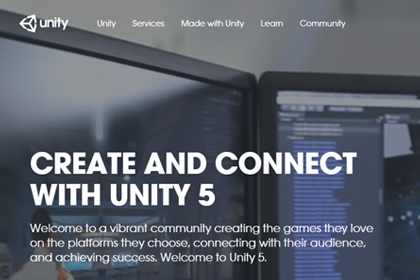 unity
Unity Services Made with Unity Learn Community
CREATE AND CONNECT
WITH UNITY 5
Welcome to a vibrant community creating the games they love
on the platforms they choose, connecting with their audience,
and achieving success. Welcome to Unity 5.